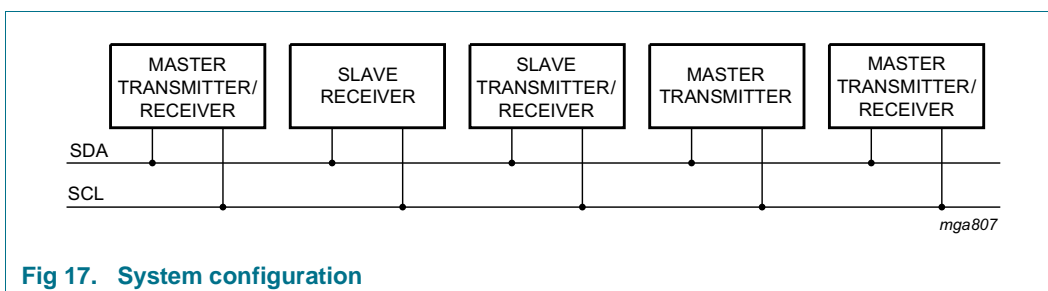 MASTER
TRANSMITTER/
RECEIVER
SLAVE
RECEIVER
SLAVE
TRANSMITTER/
RECEIVER
MASTER
TRANSMITTER
MASTER
TRANSMITTER/
RECEIVER
SDA
SCL
mga807
Fig 17. System configuration